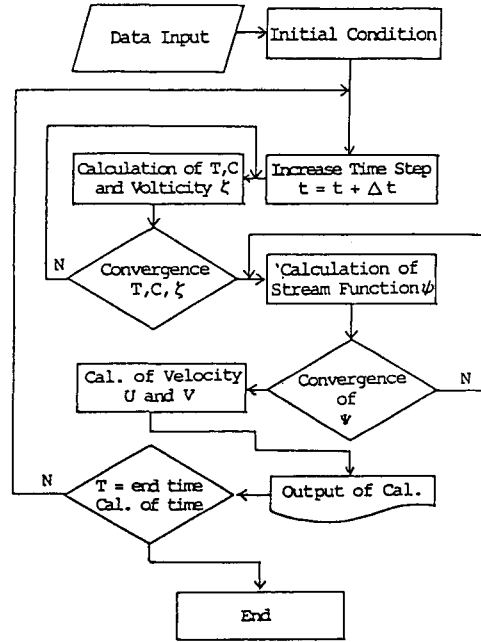 Data Input
Initial Condition
Calculation of T,C
and Volticity ζ
Increase Time Step
t = t + Δt
N
Convergence
T,C,ζ
'Calculation of
Stream Functionψ
Cal. of Velocity
U and V
Convergence
of
Ψ
N
N
T = end time
Cal. of time
Output of Cal.
End